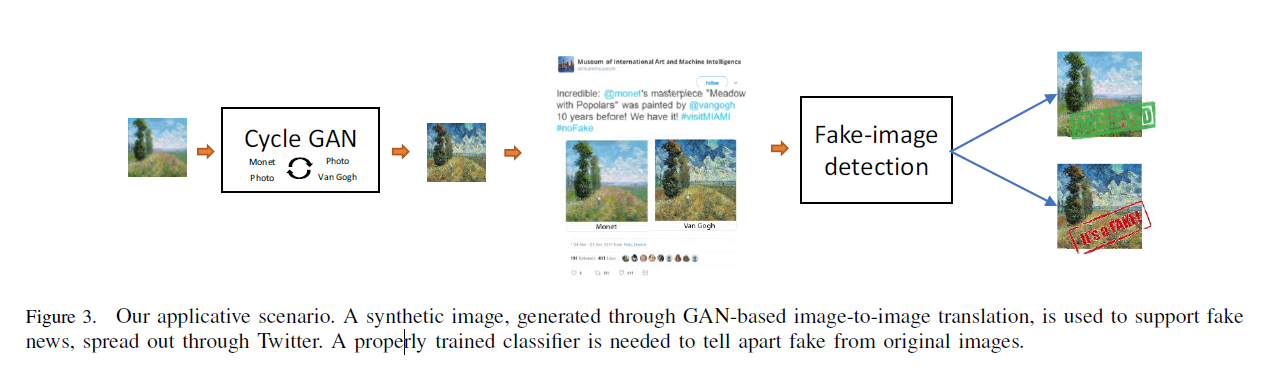 Museum of International Art and Machine Intelligence
Follow
Incredible: @monet's masterpiece "Meadow
with Popolars" was painted by @vangogh
10 years before! We have it! #visitMIAMI
#noFake
Cycle GAN
Monet
Photo
Photo
Van Gogh
Monet
Van Gogh
Fake-image
detection
It's a FAKE!
Figure 3. Our applicative scenario. A synthetic image, generated through GAN-based image-to-image translation, is used to support fake
news, spread out through Twitter. A properly trained classifier is needed to tell apart fake from original images.